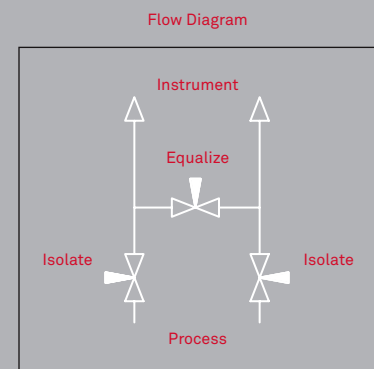 Flow Diagram
Instrument
Equalize
Isolate
Isolate
Process